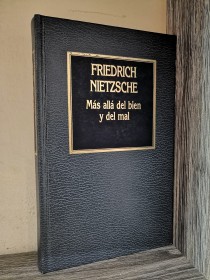 FRIEDRICH
NIETZSCHE
Más allá del bien
y del mal